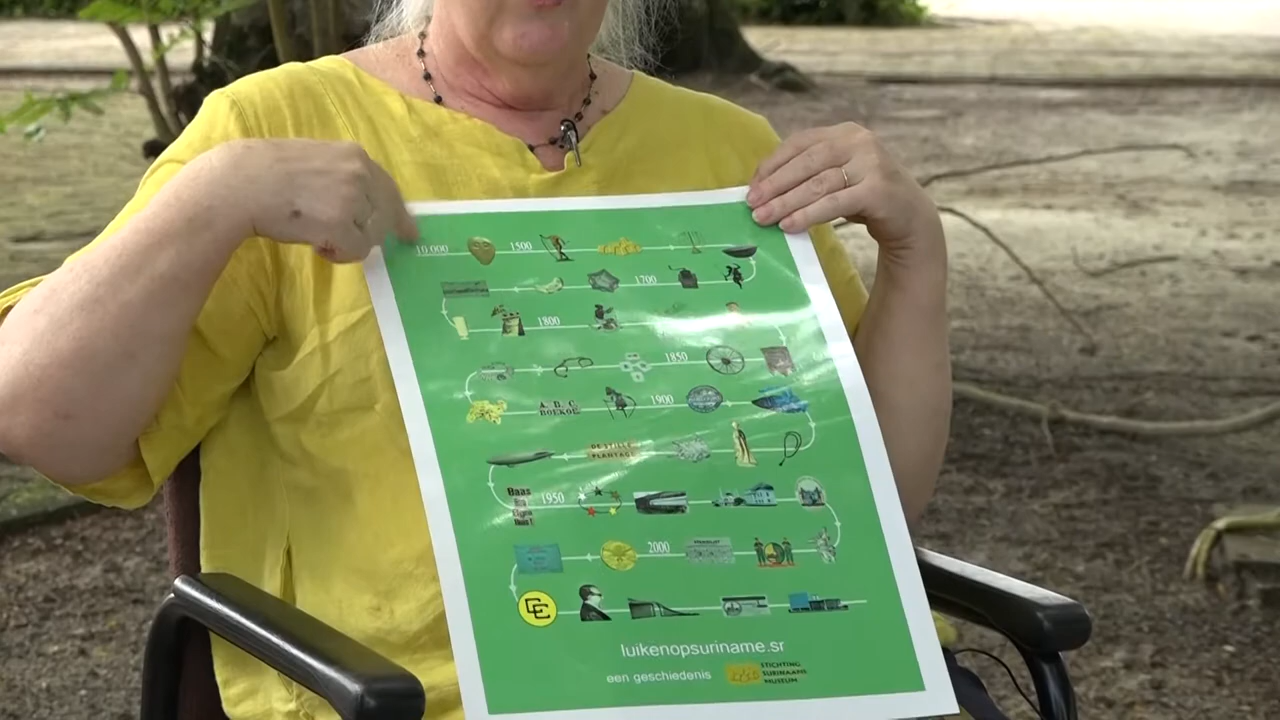 10.000
1500
1700
1800
1850
A. B. C.
BOEKOE
1900
DE STILLE
PLANTAGE
Baas
1950
2000
luikenopsuriname.sr
een geschiedenis
STICHTING
SURINAAMS
MUSEUM